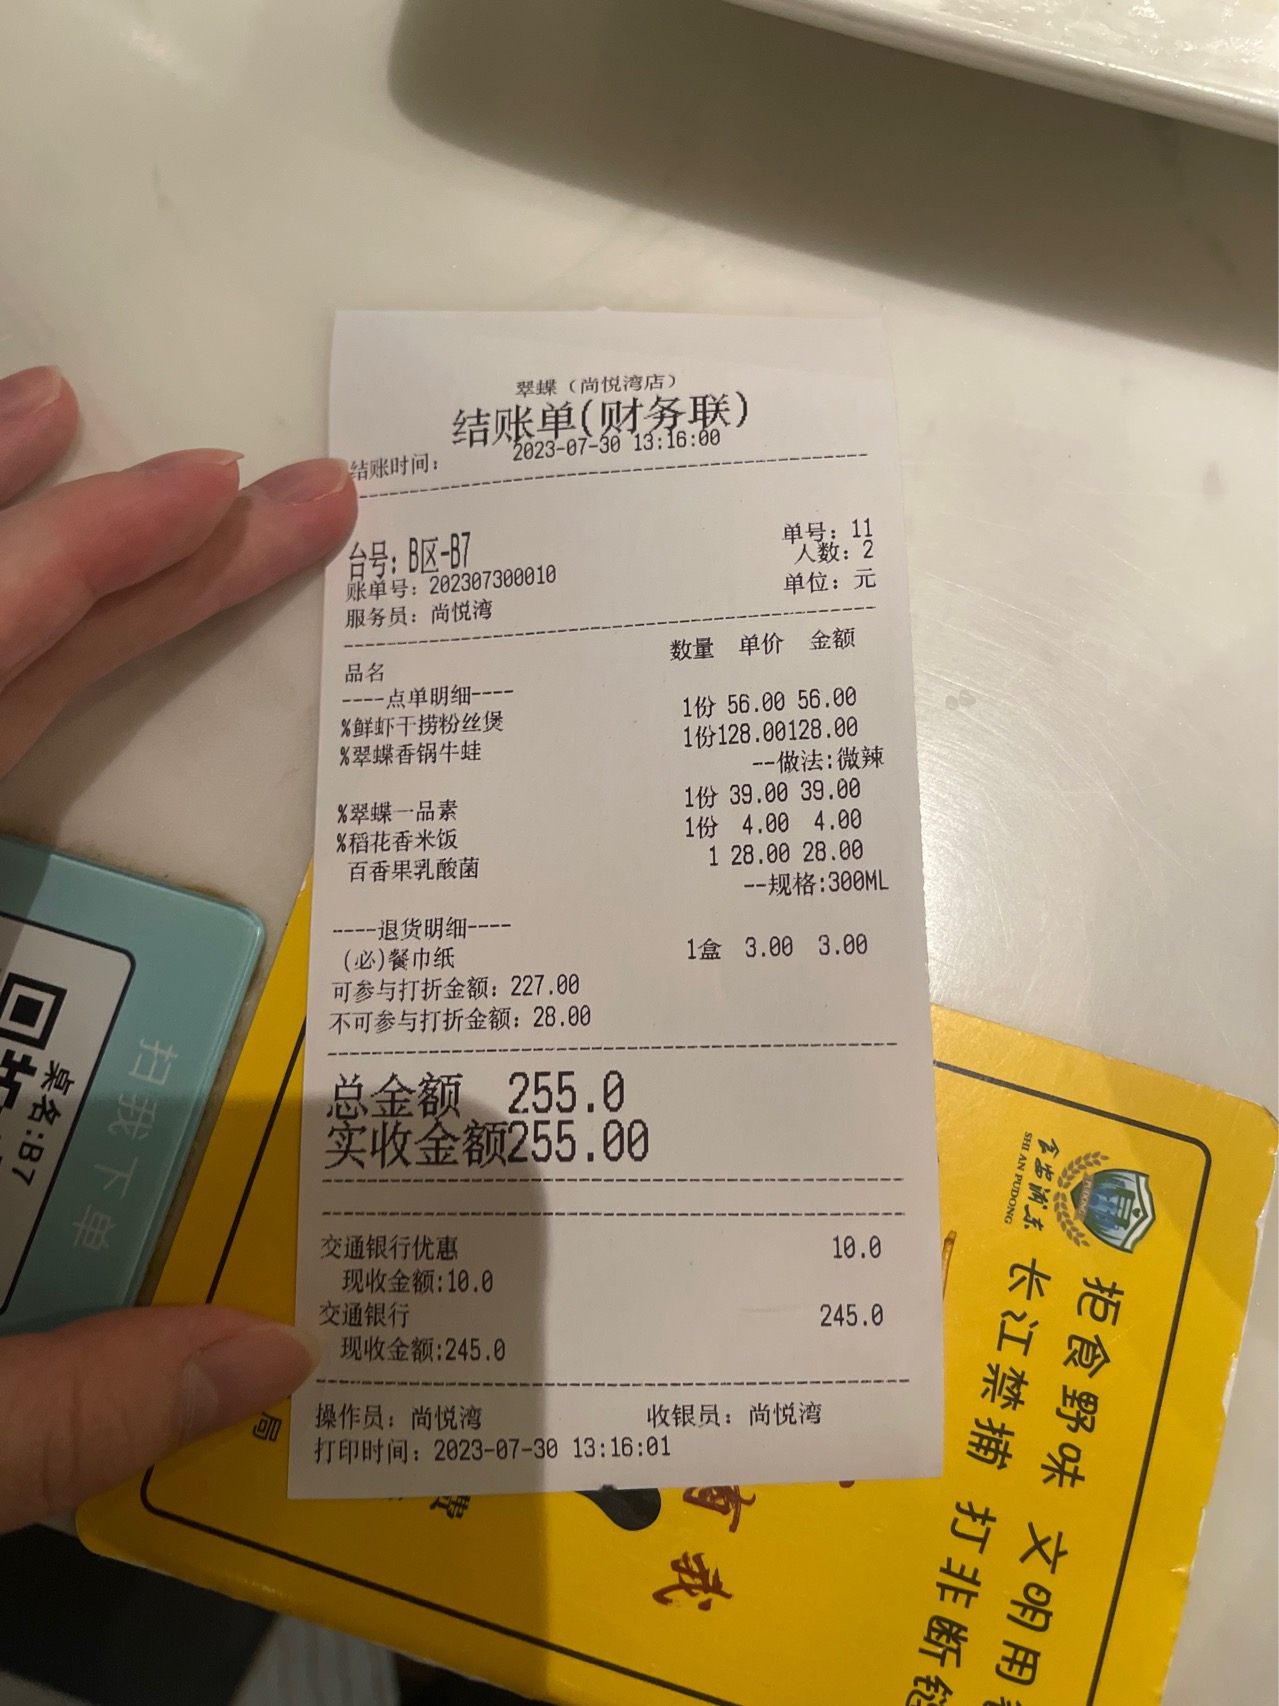 翠蝶（尚悦湾店）
结账单(财务联)
结账时间： 2023-07-30 13:16:00
台号：B区-B7 单号：11
人数：2
账单号：202307300010 单位：元
服务员：尚悦湾
品名 数量 单价 金额
----点单明细----
%鲜虾干捞粉丝煲 1份 56.00 56.00
%翠蝶香锅牛蛙 1份128.00128.00
--做法:微辣
%翠蝶一品素 1份 39.00 39.00
%稻花香米饭 1份 4.00 4.00
百香果乳酸菌 1 28.00 28.00
--规格:300ML
----退货明细----
(必)餐巾纸 1盒 3.00 3.00
可参与打折金额：227.00
不可参与打折金额：28.00
总金额 255.0
实收金额255.00
交通银行优惠 10.0
现收金额:10.0
交通银行 245.0
现收金额:245.0
操作员：尚悦湾 收银员：尚悦湾
打印时间：2023-07-30 13:16:01
桌名:B7
扫我下单
食安浦东
SHI AN PUDONG
拒食野味 文明用
长江禁捕 打非断
局
费
我